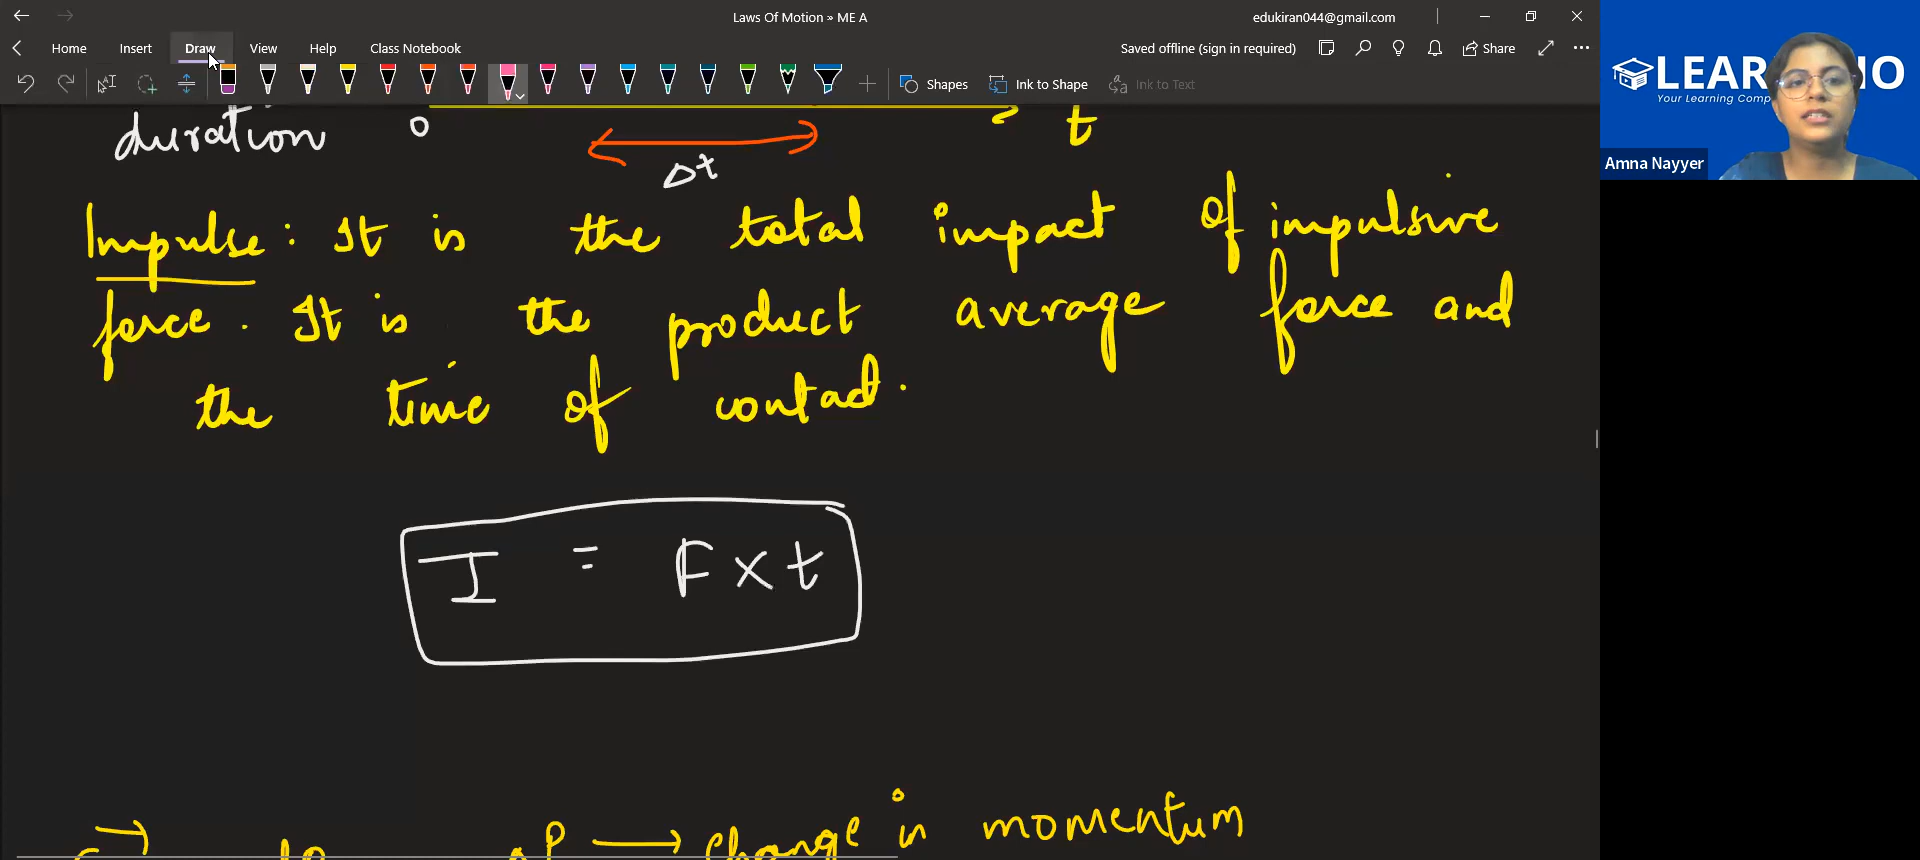 Laws Of Motion » ME A
edukiran044@gmail.com
Home Insert Draw View Help Class Notebook
Saved offline (sign in required)
Share
Shapes
Ink to Shape
Ink to Text
Your Learning Comp
Amna Nayyer
duration o
Δt
t
Impulse: It is the total impact of impulsive
force. It is the product average force and
the time of contact.
I = F x t
→ change in momentum